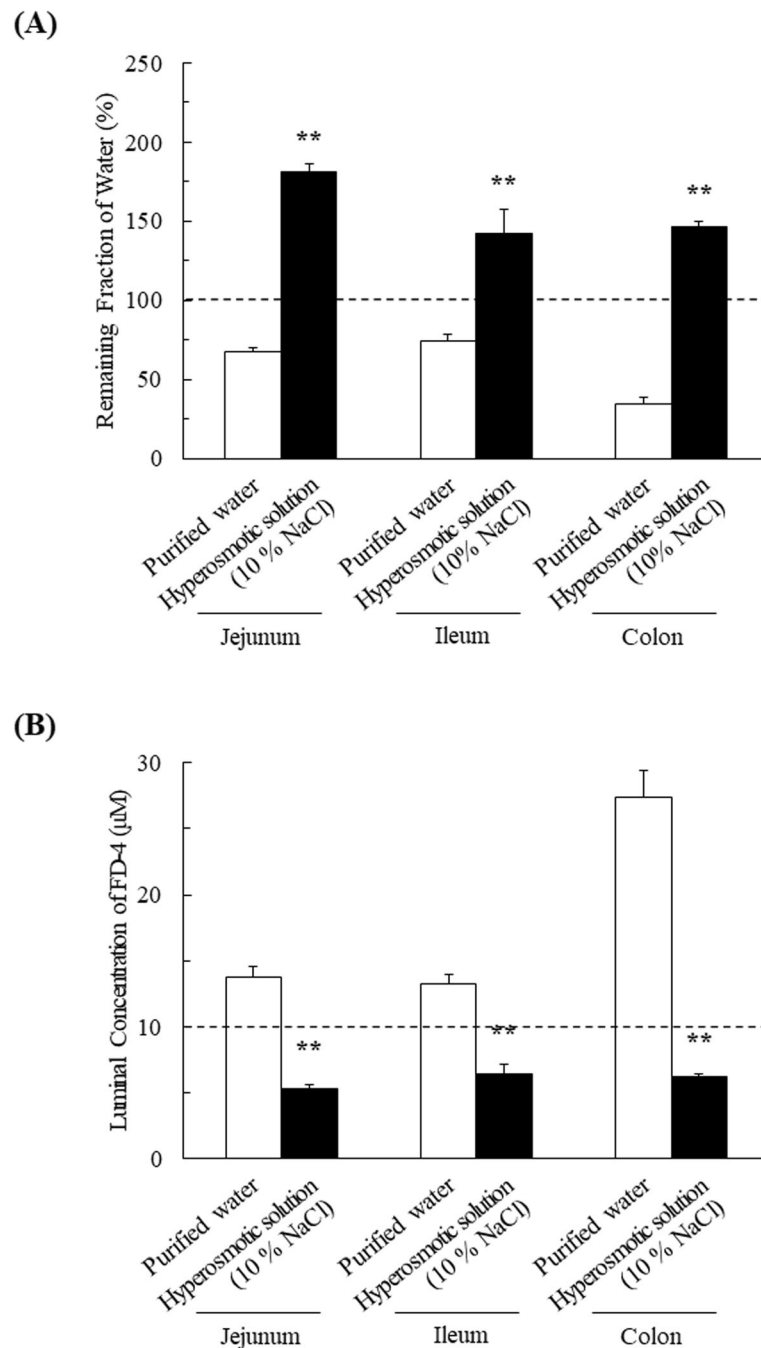 (A)
Remaining Fraction of Water (%)
250
200
150
100
50
0
**
**
**
Purified water
Hyperosmotic solution
(10 % NaCl)
Purified water
Hyperosmotic solution
(10% NaCl)
Purified water
Hyperosmotic solution
(10% NaCl)
Jejunum
Ileum
Colon
(B)
Luminal Concentration of FD-4 (μM)
30
20
10
0
**
**
**
Purified water
Hyperosmotic solution
(10 % NaCl)
Purified water
Hyperosmotic solution
(10 % NaCl)
Purified water
Hyperosmotic solution
(10 % NaCl)
Jejunum
Ileum
Colon